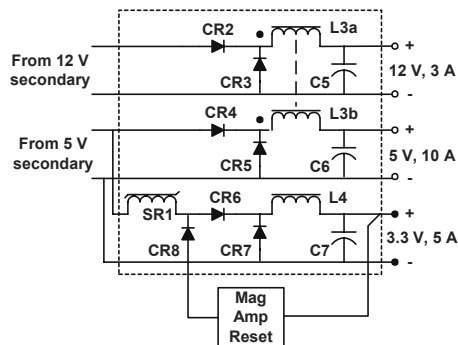 CR2
L3a
+
From 12 V
secondary
CR3
C5
12 V, 3 A
-
CR4
L3b
+
From 5 V
secondary
CR5
C6
5 V, 10 A
-
CR6
L4
+
SR1
CR8
CR7
C7
3.3 V, 5 A
-
Mag
Amp
Reset